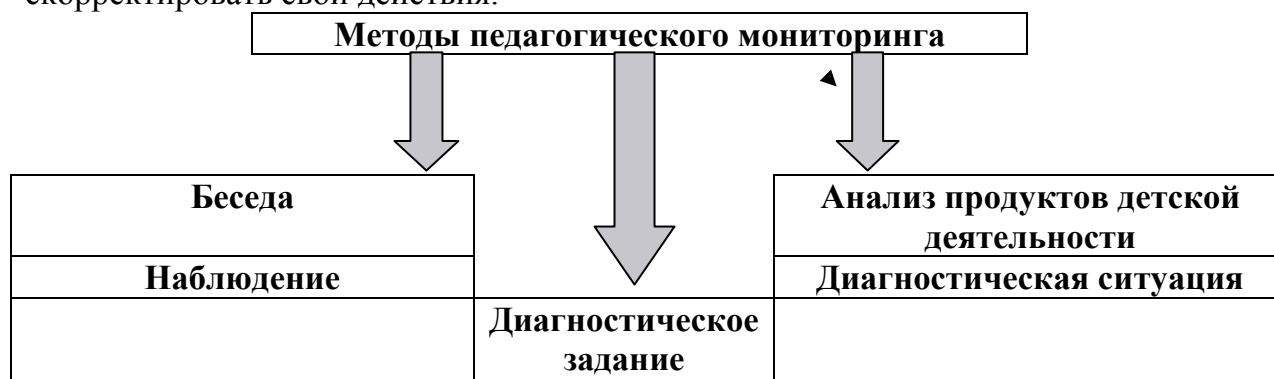 скорректировать свои действия.
Методы педагогического мониторинга
Беседа
Анализ продуктов детской
деятельности
Наблюдение
Диагностическая ситуация
Диагностическое
задание